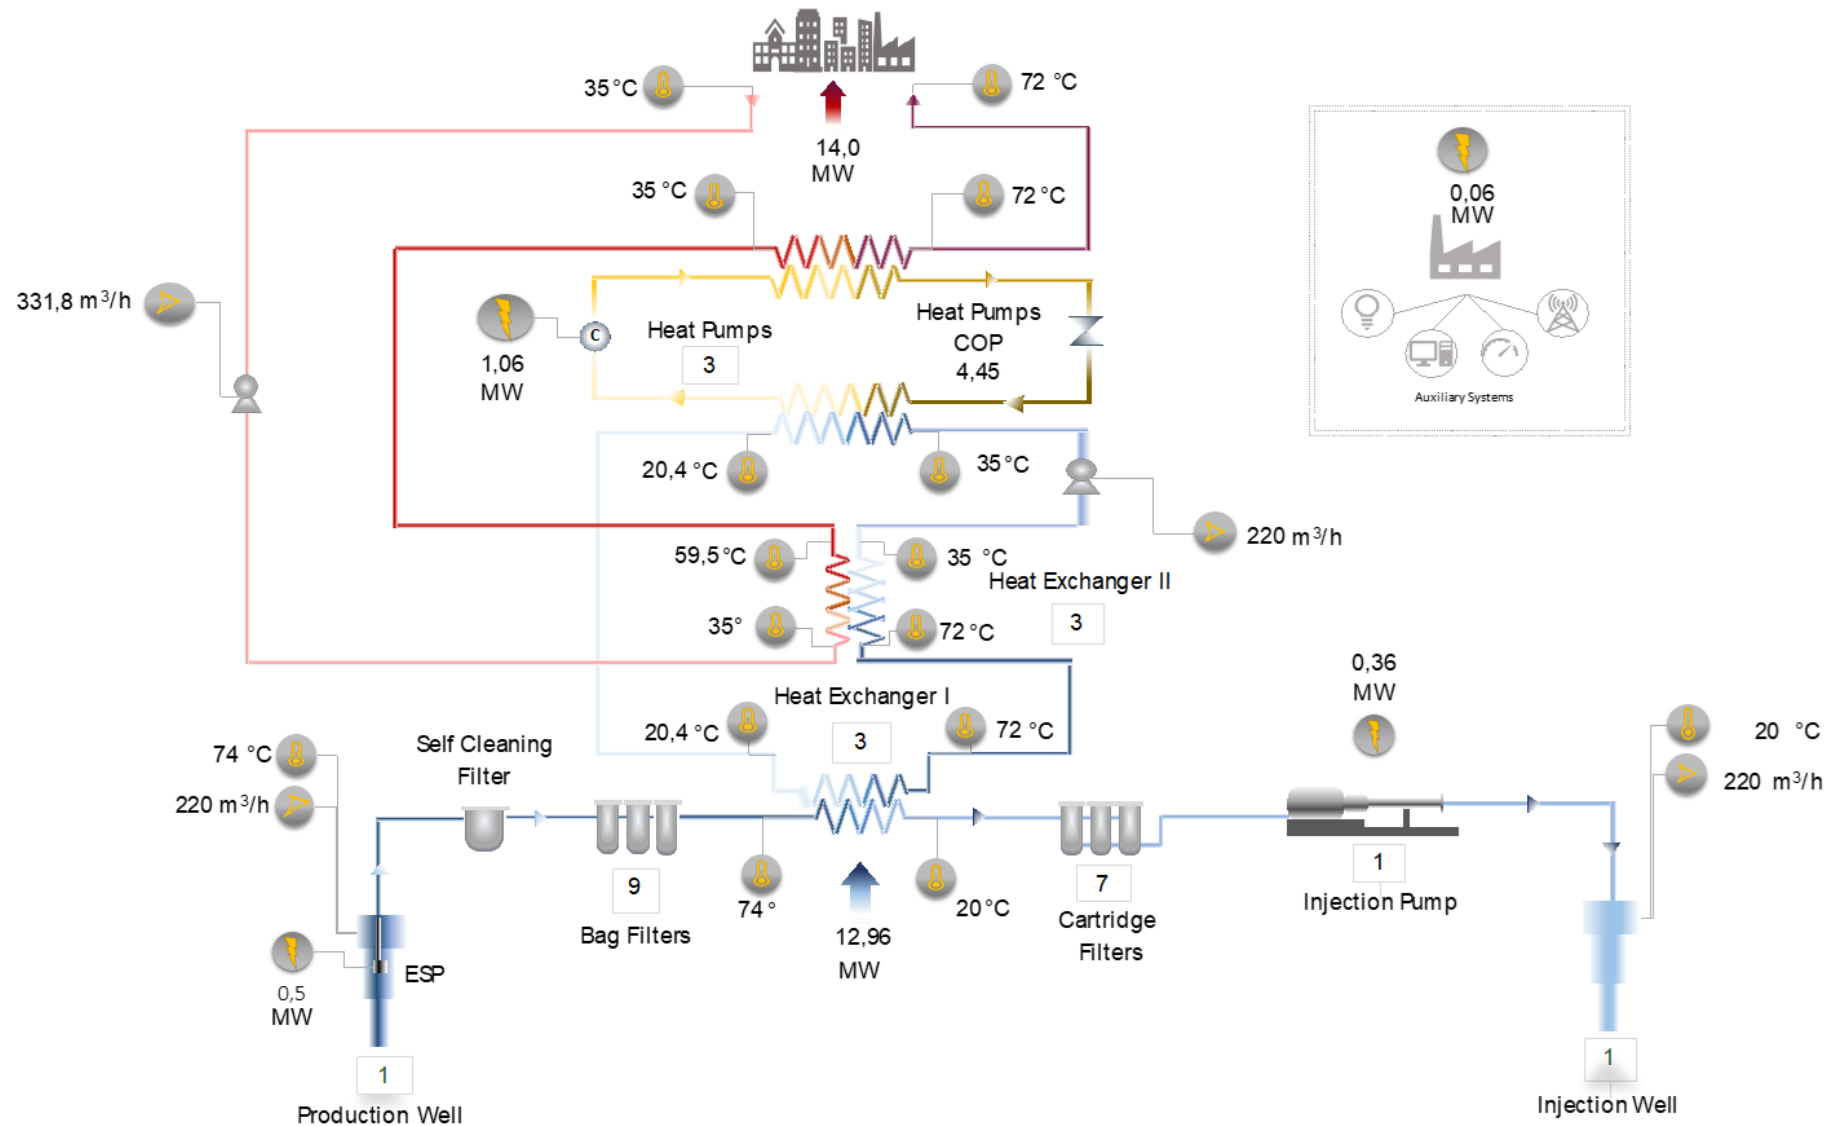 35°C
72 °C
14,0
MW
0,06
MW
35 °C
72 °C
331,8 m³/h
Heat Pumps
3
Heat Pumps
COP
4,45
C
1,06
MW
Auxiliary Systems
20,4 °C
35°C
220 m³/h
59,5°C
35 °C
Heat Exchanger II
3
35°
72 °C
0,36
MW
Heat Exchanger I
3
20,4 °C
72 °C
20 °C
220 m³/h
74 °C
220 m³/h
Self Cleaning
Filter
9
Bag Filters
74°
20°C
12,96
MW
7
Cartridge
Filters
1
Injection Pump
ESP
0,5
MW
1
Production Well
1
Injection Well